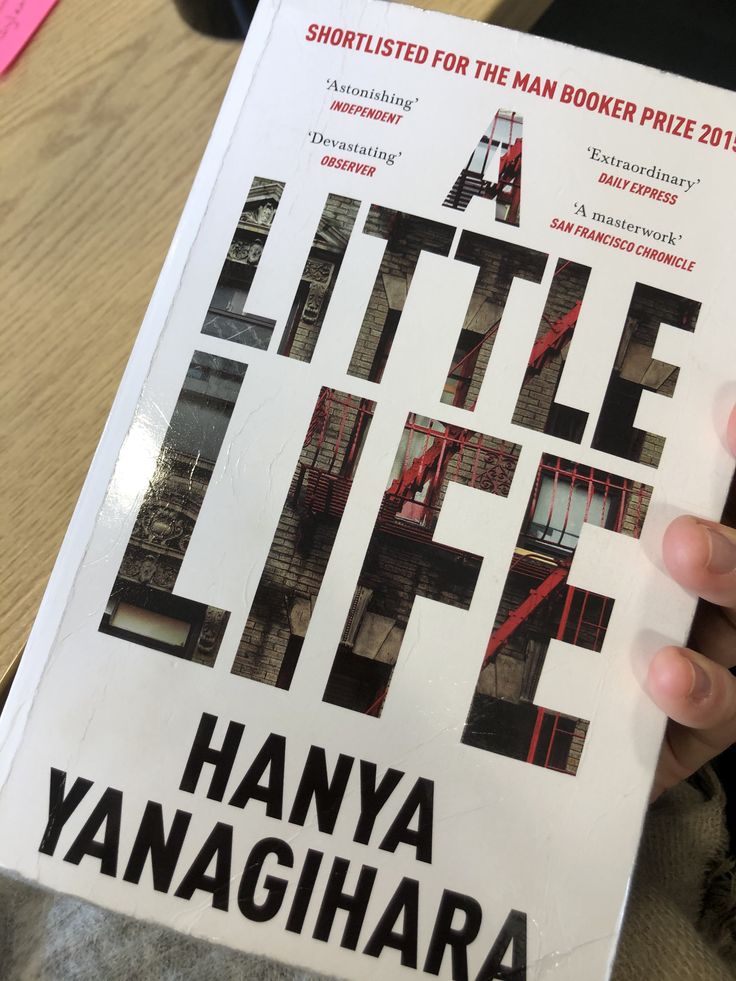 SHORTLISTED FOR THE MAN BOOKER PRIZE 2015
'Astonishing'
INDEPENDENT
'Devastating'
OBSERVER
'Extraordinary'
DAILY EXPRESS
'A masterwork'
SAN FRANCISCO CHRONICLE
A
LITTLE
LIFE
HANYA
YANAGIHARA